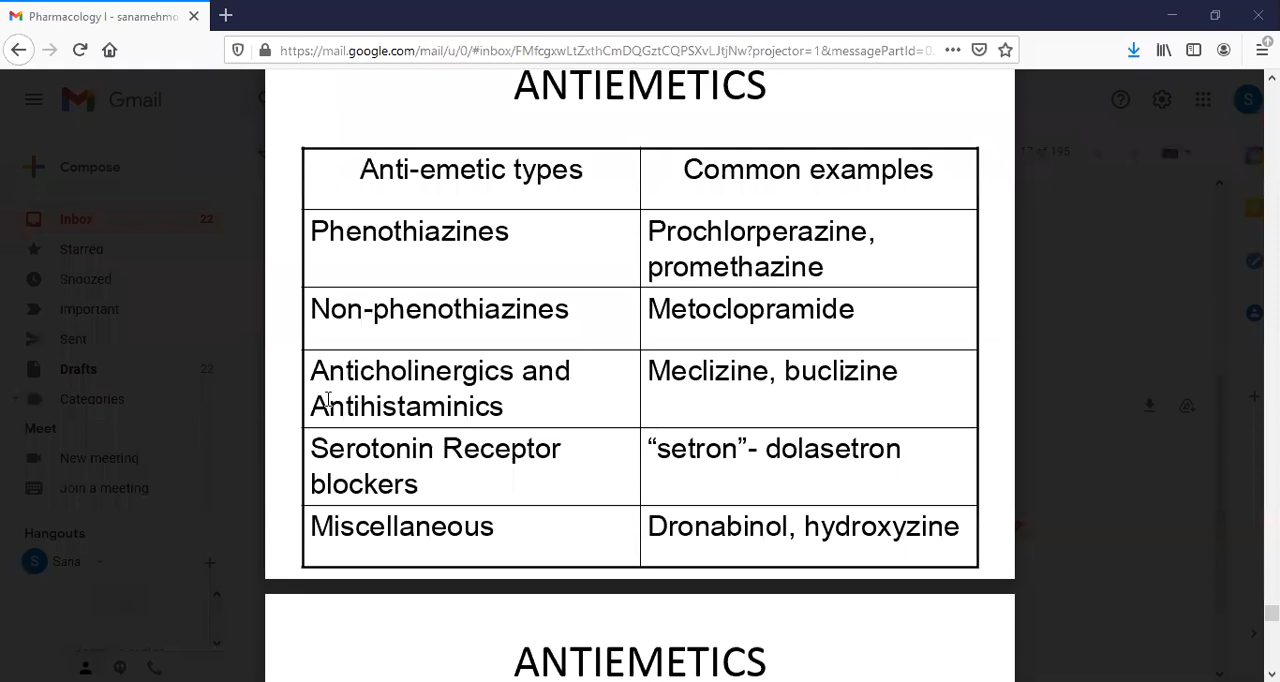 Pharmacology I - sanamehmo
https://mail.google.com/mail/u/0/#inbox/FMfcgxwLtZxthCmDQGztCQPSXvLJtjNw?projector=1&messagePartId=0.
Gmail
S
Compose
17 of 195
Inbox 22
Starred
Snoozed
Important
Sent
Drafts 22
Categories
Meet
New meeting
Join a meeting
Hangouts
S Sana
ANTIEMETICS
Anti-emetic types Common examples
Phenothiazines Prochlorperazine,
promethazine
Non-phenothiazines Metoclopramide
Anticholinergics and Meclizine, buclizine
Antihistaminics
Serotonin Receptor “setron”- dolasetron
blockers
Miscellaneous Dronabinol, hydroxyzine
ANTIEMETICS